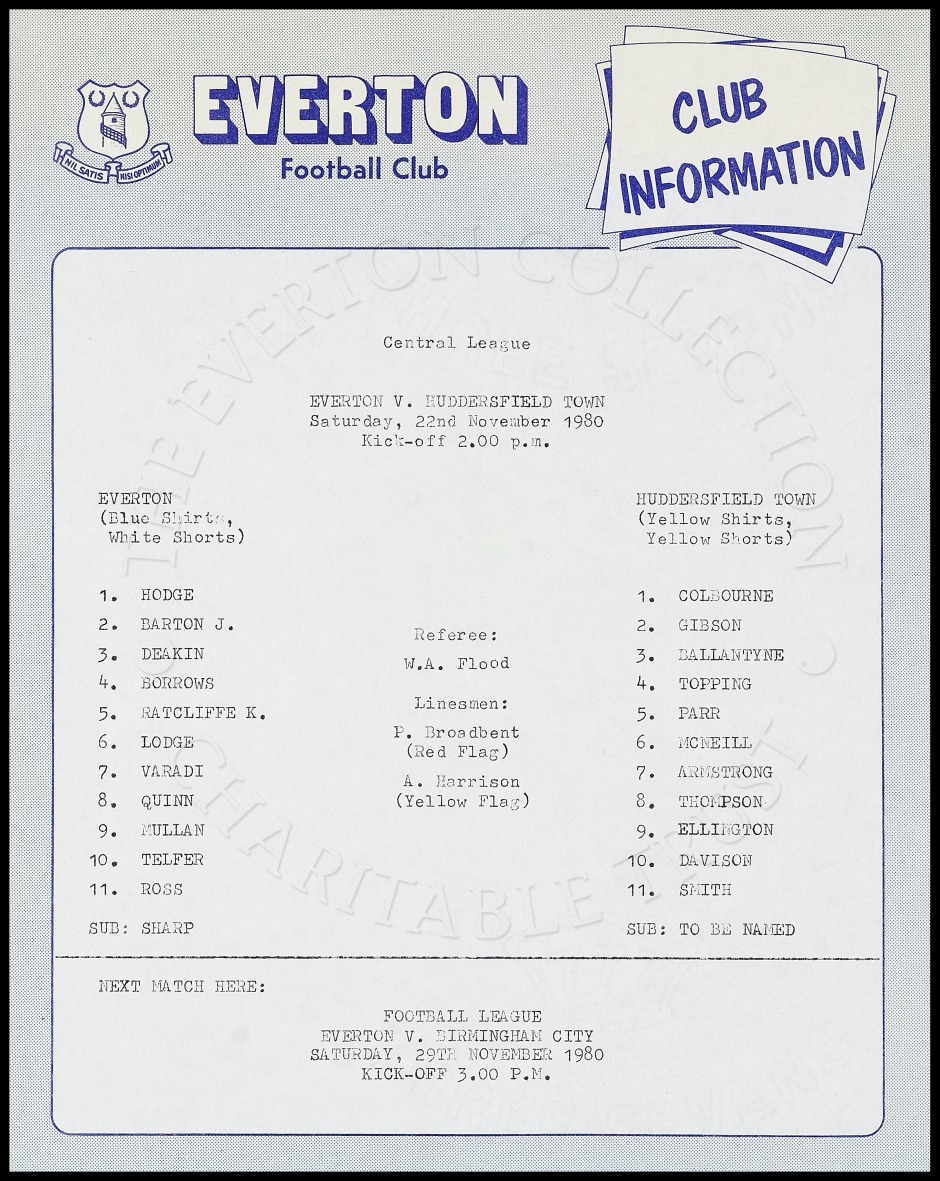 EVERTON
Football Club
NIL SATIS NISI OPTIMUM
CLUB
INFORMATION
THE EVERTON COLLECTION
CHARITABLE TRUST
Central League
EVERTON V. HUDDERSFIELD TOWN
Saturday, 22nd November 1980
Kick-off 2.00 p.m.
EVERTON
(Blue Shirts,
White Shorts)
1. HODGE
2. BARTON J.
3. DEAKIN
4. BORROWS
5. RATCLIFFE K.
6. LODGE
7. VARADI
8. QUINN
9. MULLAN
10. TELFER
11. ROSS
SUB: SHARP
Referee:
W.A. Flood
Linesmen:
P. Broadbent
(Red Flag)
A. Harrison
(Yellow Flag)
HUDDERSFIELD TOWN
(Yellow Shirts,
Yellow Shorts)
1. COLBOURNE
2. GIBSON
3. BALLANTYNE
4. TOPPING
5. PARR
6. MCNEILL
7. ARMSTRONG
8. THOMPSON
9. ELLINGTON
10. DAVISON
11. SMITH
SUB: TO BE NAMED
NEXT MATCH HERE:
FOOTBALL LEAGUE
EVERTON V. BIRMINGHAM CITY
SATURDAY, 29TH NOVEMBER 1980
KICK-OFF 3.00 P.M.